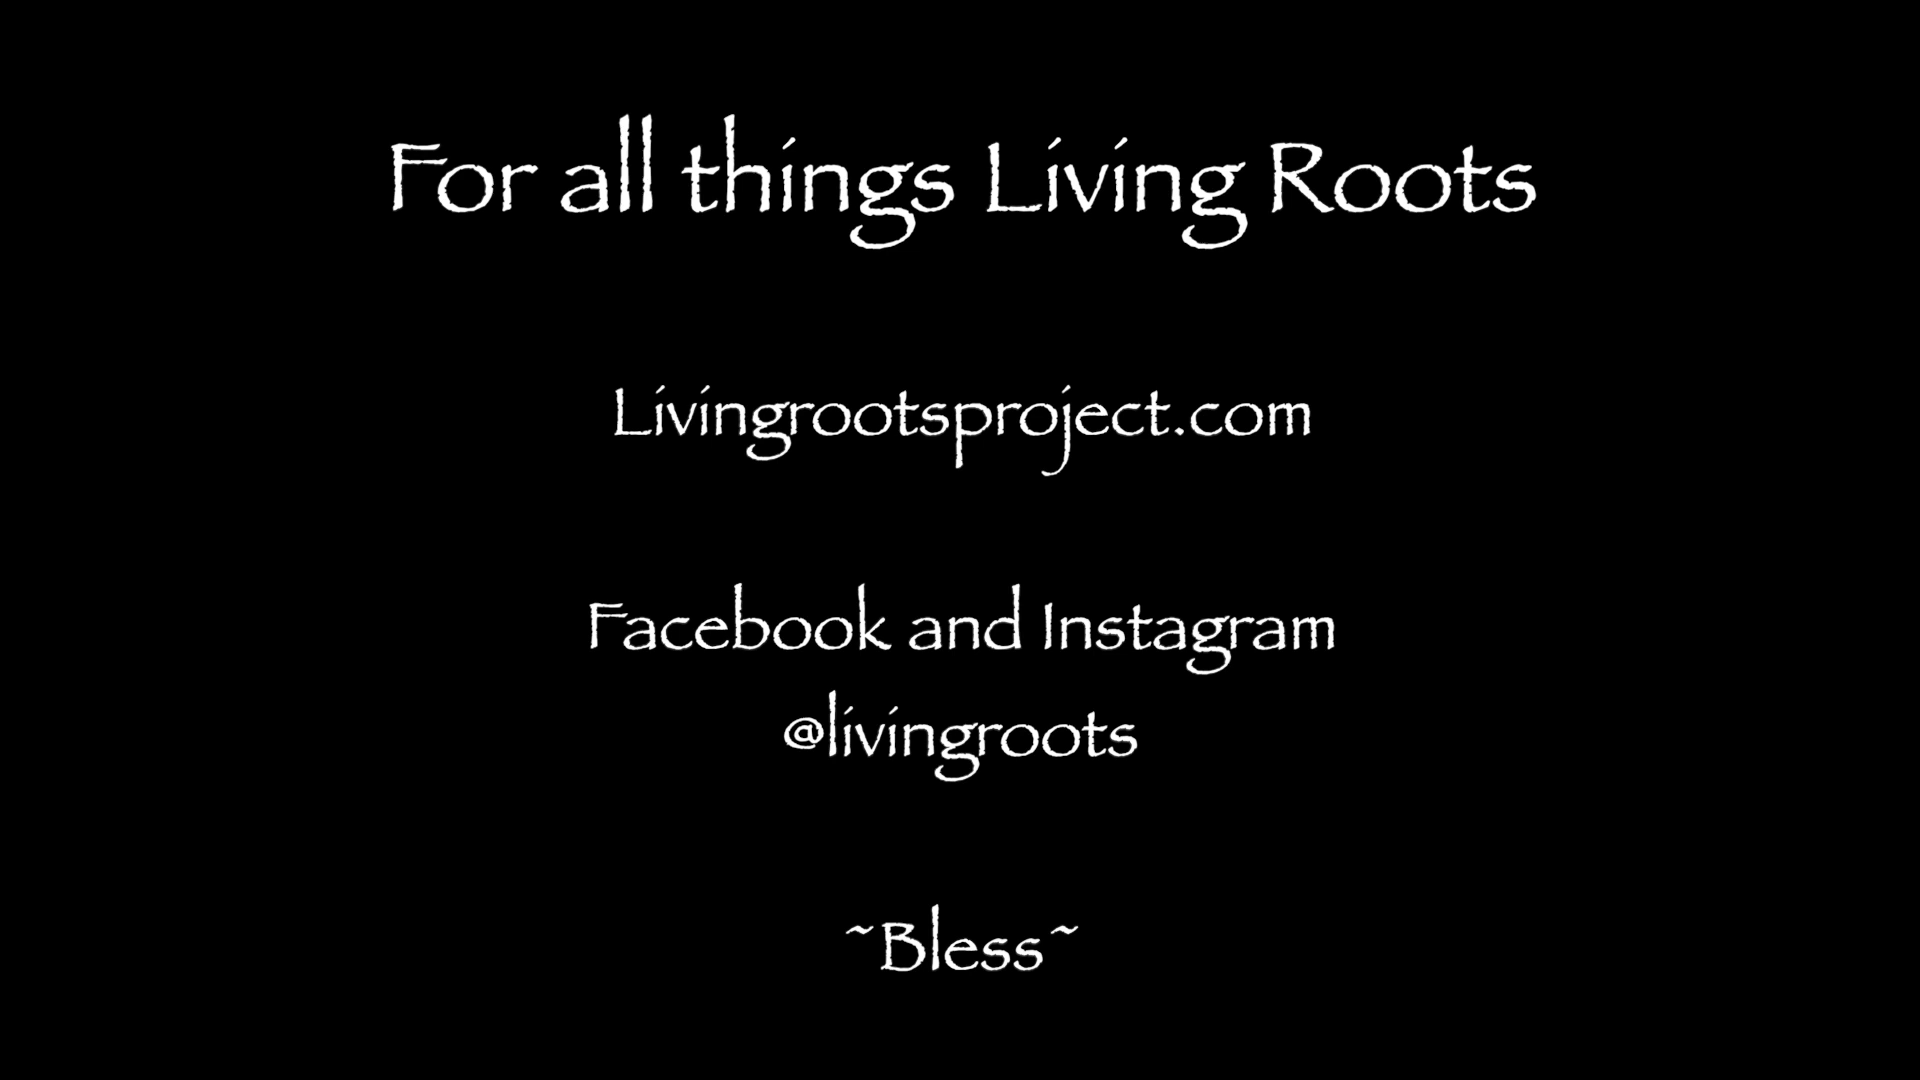 For all things Living Roots
Livingrootsproject.com
Facebook and Instagram
@livingroots
~Bless~